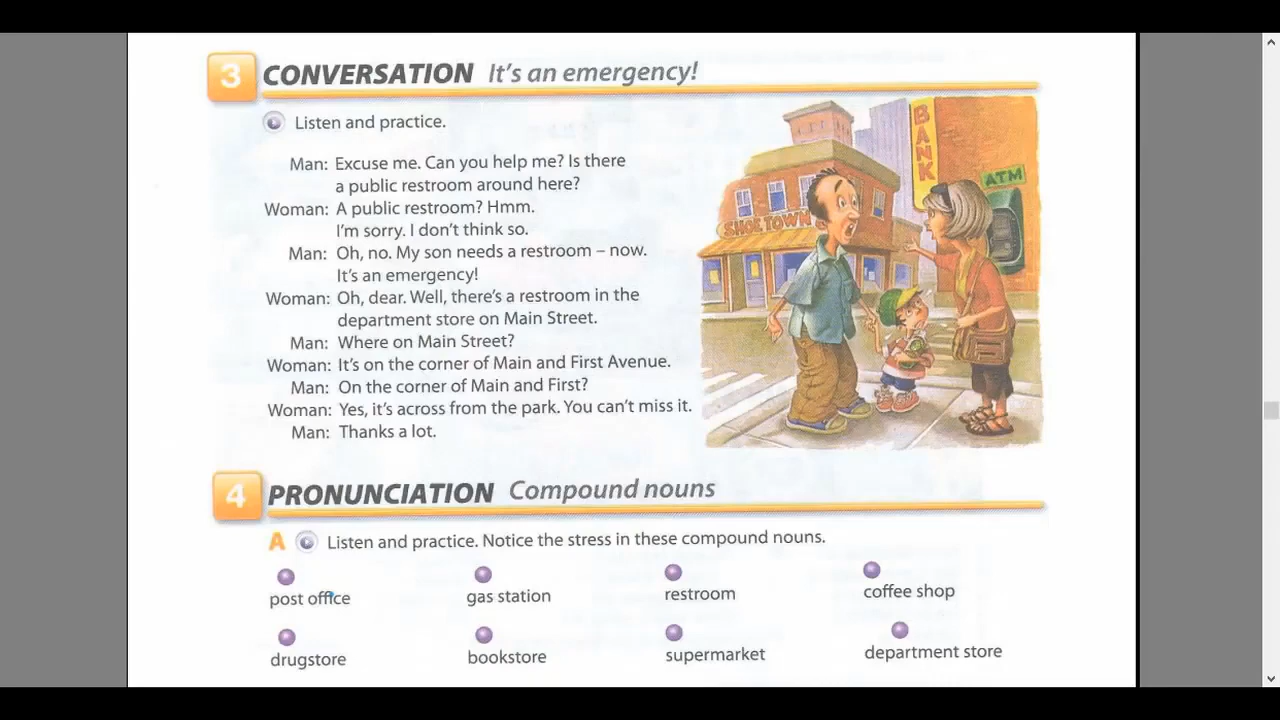 3 CONVERSATION It's an emergency!
Listen and practice.
Man: Excuse me. Can you help me? Is there
a public restroom around here?
Woman: A public restroom? Hmm.
I'm sorry. I don't think so.
Man: Oh, no. My son needs a restroom – now.
It's an emergency!
Woman: Oh, dear. Well, there's a restroom in the
department store on Main Street.
Man: Where on Main Street?
Woman: It's on the corner of Main and First Avenue.
Man: On the corner of Main and First?
Woman: Yes, it's across from the park. You can't miss it.
Man: Thanks a lot.
BANK
ATM
SHOE TOWN
4 PRONUNCIATION Compound nouns
A Listen and practice. Notice the stress in these compound nouns.
post office gas station restroom coffee shop
drugstore bookstore supermarket department store